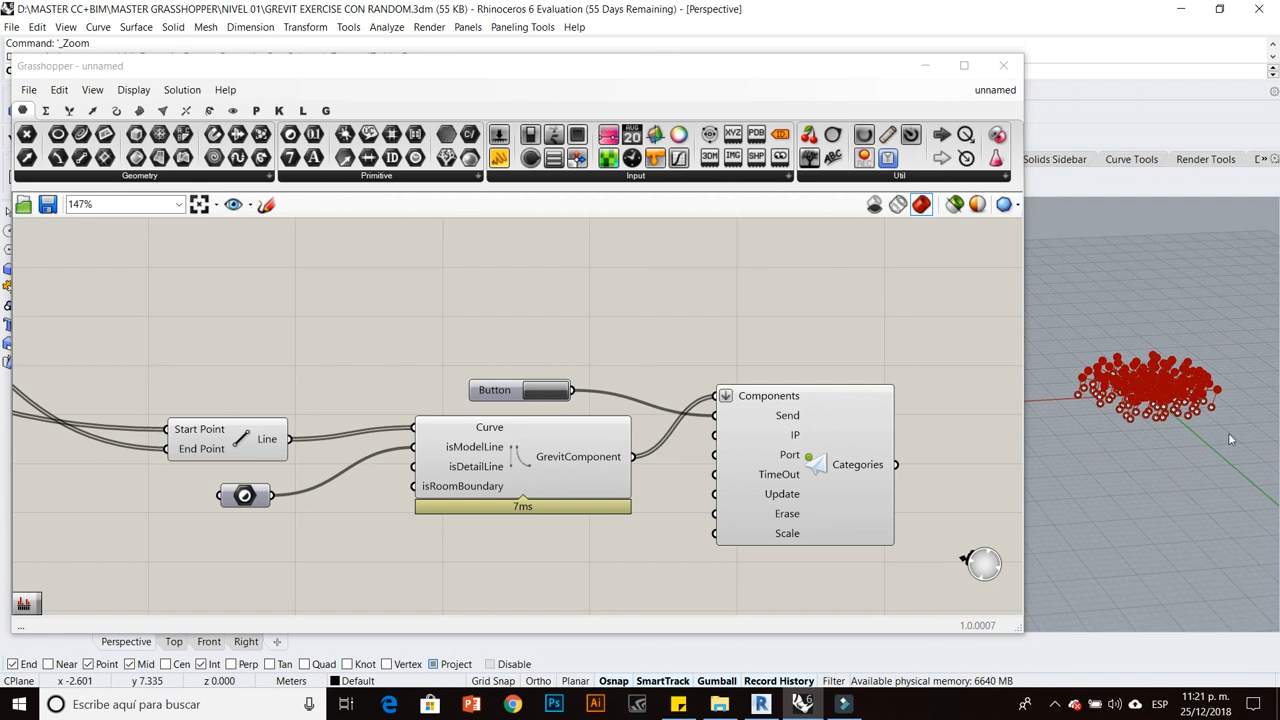 D:\MASTER CC+BIM\MASTER GRASSHOPPER\NIVEL 01\GREVIT EXERCISE CON RANDOM.3dm (55 KB) - Rhinoceros 6 Evaluation (55 Days Remaining) - [Perspective]
File Edit View Curve Surface Solid Mesh Dimension Transform Tools Analyze Render Panels Paneling Tools Help
Command: '_Zoom
Grasshopper - unnamed
File Edit View Display Solution Help unnamed
P K L G
Geometry Primitive Input Util
Solids Sidebar Curve Tools Render Tools
147%
Button
Start Point
End Point
Line
Curve
isModelLine
isDetailLine
isRoomBoundary
GrevitComponent
7ms
Components
Send
IP
Port
TimeOut
Update
Erase
Scale
Categories
...
1.0.0007
Perspective Top Front Right
End Near Point Mid Cen Int Perp Tan Quad Knot Vertex Project Disable
CPlane x -2.601 y 7.335 z 0.000 Meters Default Grid Snap Ortho Planar Osnap SmartTrack Gumball Record History Filter Available physical memory: 6640 MB
Escribe aquí para buscar
ESP
11:21 p. m.
25/12/2018